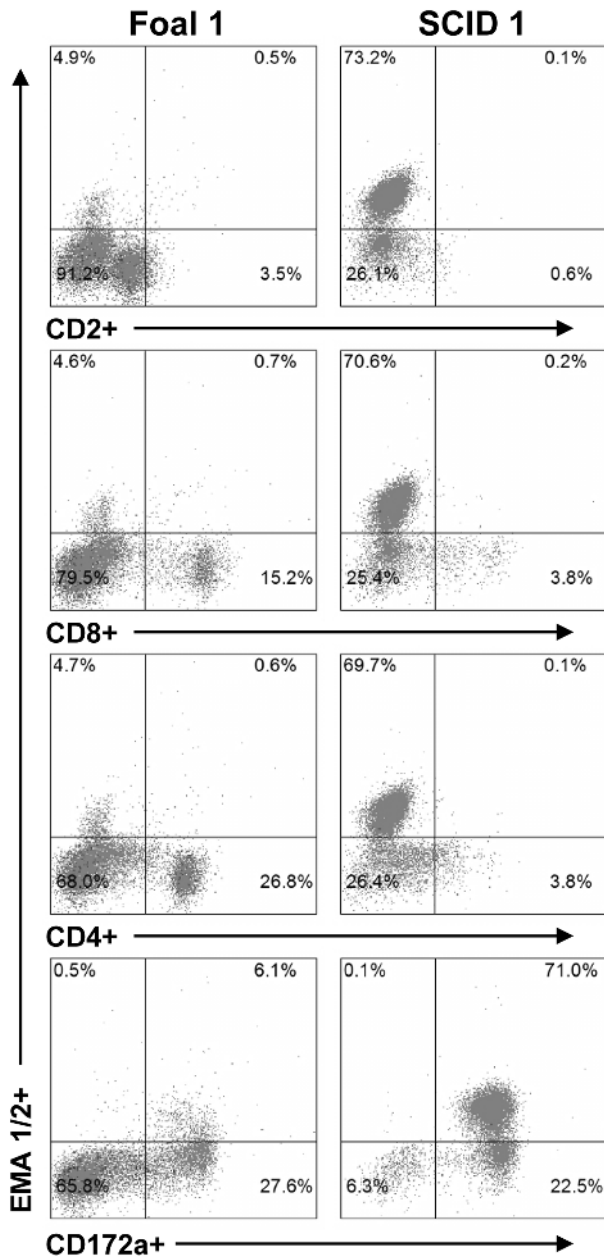 Foal 1 SCID 1
4.9% 0.5% 73.2% 0.1%
91.2% 3.5% 26.1% 0.6%
CD2+
4.6% 0.7% 70.6% 0.2%
79.5% 15.2% 25.4% 3.8%
CD8+
4.7% 0.6% 69.7% 0.1%
68.0% 26.8% 26.4% 3.8%
CD4+
0.5% 6.1% 0.1% 71.0%
65.8% 27.6% 6.3% 22.5%
CD172a+
EMA 1/2+